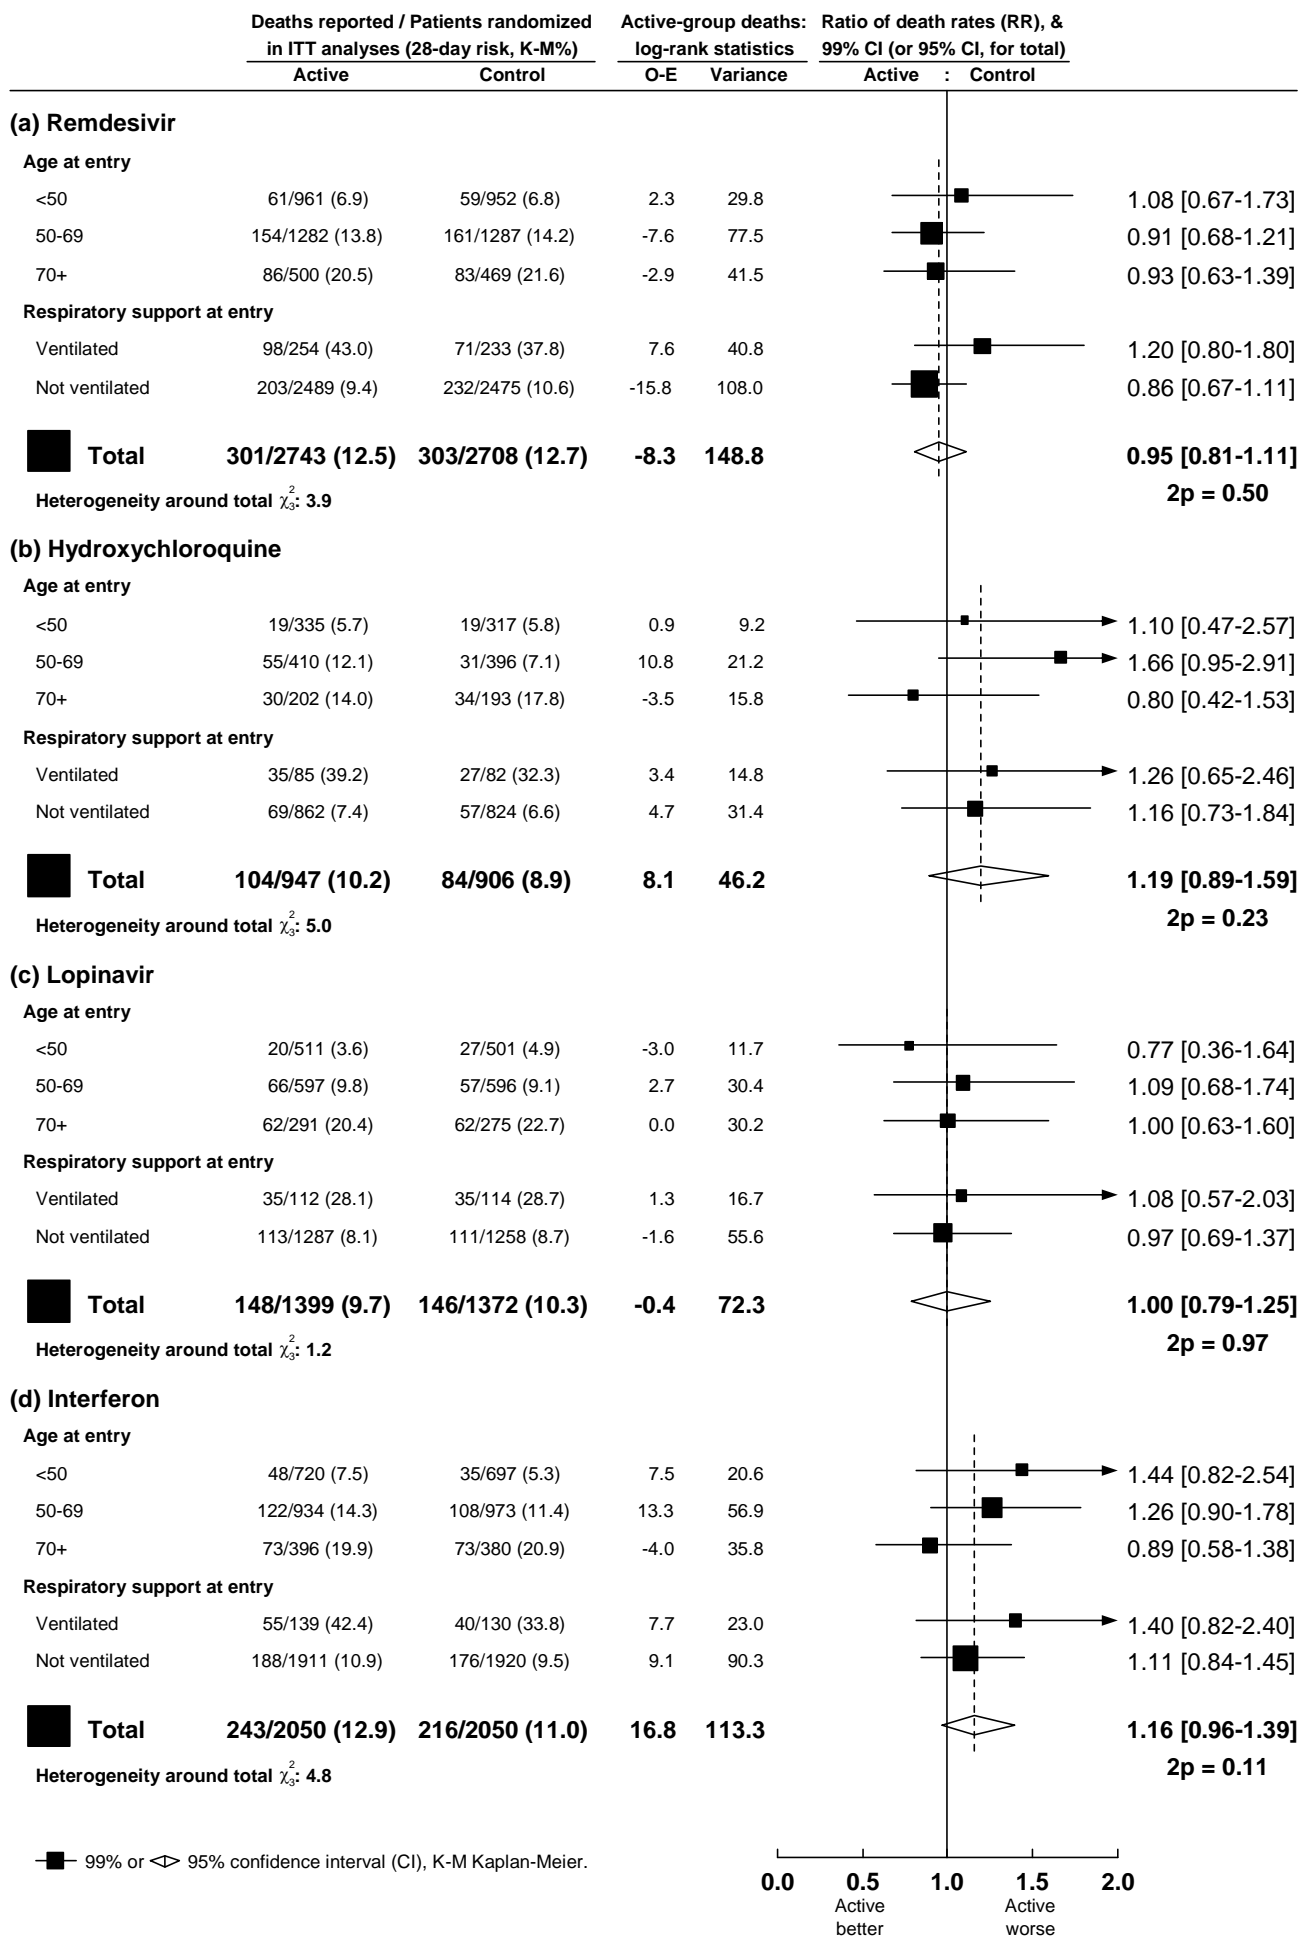 Deaths reported / Patients randomized Active-group deaths: Ratio of death rates (RR), &
in ITT analyses (28-day risk, K-M%) log-rank statistics 99% CI (or 95% CI, for total)
Active Control O-E Variance Active : Control
(a) Remdesivir
Age at entry
<50 61/961 (6.9) 59/952 (6.8) 2.3 29.8 1.08 [0.67-1.73]
50-69 154/1282 (13.8) 161/1287 (14.2) -7.6 77.5 0.91 [0.68-1.21]
70+ 86/500 (20.5) 83/469 (21.6) -2.9 41.5 0.93 [0.63-1.39]
Respiratory support at entry
Ventilated 98/254 (43.0) 71/233 (37.8) 7.6 40.8 1.20 [0.80-1.80]
Not ventilated 203/2489 (9.4) 232/2475 (10.6) -15.8 108.0 0.86 [0.67-1.11]
Total 301/2743 (12.5) 303/2708 (12.7) -8.3 148.8 0.95 [0.81-1.11]
Heterogeneity around total χ²₃: 3.9 2p = 0.50
(b) Hydroxychloroquine
Age at entry
<50 19/335 (5.7) 19/317 (5.8) 0.9 9.2 1.10 [0.47-2.57]
50-69 55/410 (12.1) 31/396 (7.1) 10.8 21.2 1.66 [0.95-2.91]
70+ 30/202 (14.0) 34/193 (17.8) -3.5 15.8 0.80 [0.42-1.53]
Respiratory support at entry
Ventilated 35/85 (39.2) 27/82 (32.3) 3.4 14.8 1.26 [0.65-2.46]
Not ventilated 69/862 (7.4) 57/824 (6.6) 4.7 31.4 1.16 [0.73-1.84]
Total 104/947 (10.2) 84/906 (8.9) 8.1 46.2 1.19 [0.89-1.59]
Heterogeneity around total χ²₃: 5.0 2p = 0.23
(c) Lopinavir
Age at entry
<50 20/511 (3.6) 27/501 (4.9) -3.0 11.7 0.77 [0.36-1.64]
50-69 66/597 (9.8) 57/596 (9.1) 2.7 30.4 1.09 [0.68-1.74]
70+ 62/291 (20.4) 62/275 (22.7) 0.0 30.2 1.00 [0.63-1.60]
Respiratory support at entry
Ventilated 35/112 (28.1) 35/114 (28.7) 1.3 16.7 1.08 [0.57-2.03]
Not ventilated 113/1287 (8.1) 111/1258 (8.7) -1.6 55.6 0.97 [0.69-1.37]
Total 148/1399 (9.7) 146/1372 (10.3) -0.4 72.3 1.00 [0.79-1.25]
Heterogeneity around total χ²₃: 1.2 2p = 0.97
(d) Interferon
Age at entry
<50 48/720 (7.5) 35/697 (5.3) 7.5 20.6 1.44 [0.82-2.54]
50-69 122/934 (14.3) 108/973 (11.4) 13.3 56.9 1.26 [0.90-1.78]
70+ 73/396 (19.9) 73/380 (20.9) -4.0 35.8 0.89 [0.58-1.38]
Respiratory support at entry
Ventilated 55/139 (42.4) 40/130 (33.8) 7.7 23.0 1.40 [0.82-2.40]
Not ventilated 188/1911 (10.9) 176/1920 (9.5) 9.1 90.3 1.11 [0.84-1.45]
Total 243/2050 (12.9) 216/2050 (11.0) 16.8 113.3 1.16 [0.96-1.39]
Heterogeneity around total χ²₃: 4.8 2p = 0.11
99% or 95% confidence interval (CI), K-M Kaplan-Meier.
0.0 0.5 1.0 1.5 2.0
Active Active
better worse